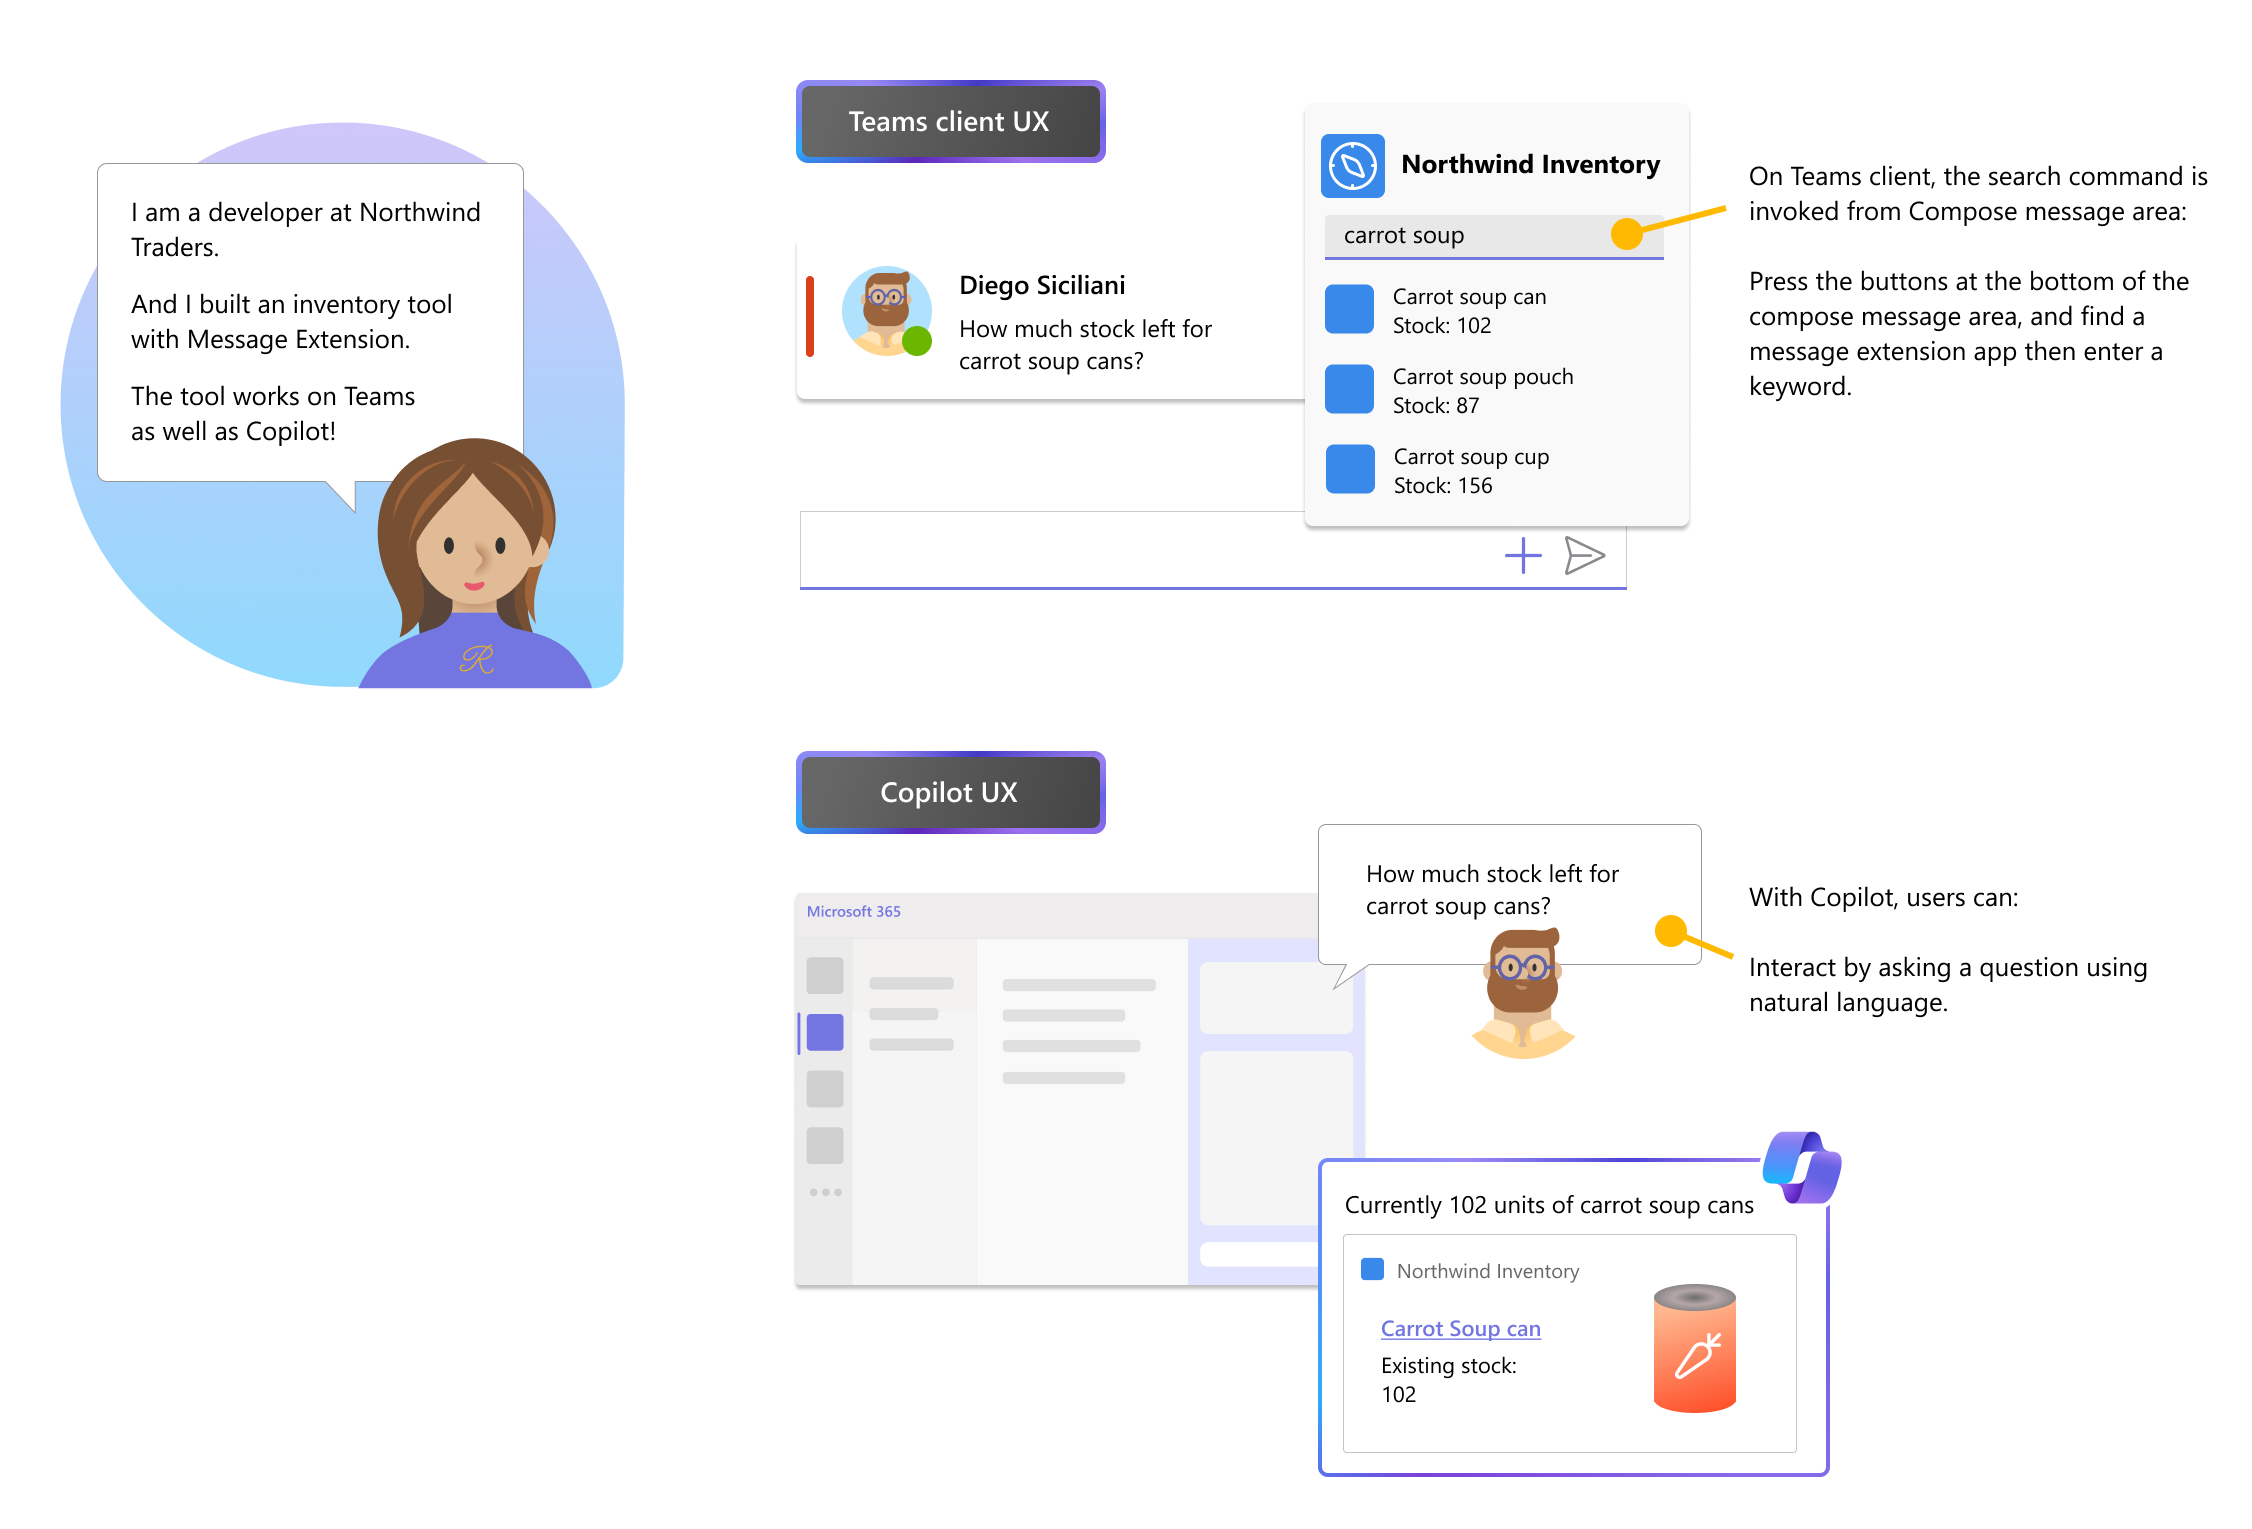 I am a developer at Northwind
Traders.
And I built an inventory tool
with Message Extension.
The tool works on Teams
as well as Copilot!
R
Teams client UX
Diego Siciliani
How much stock left for
carrot soup cans?
Northwind Inventory
carrot soup
Carrot soup can
Stock: 102
Carrot soup pouch
Stock: 87
Carrot soup cup
Stock: 156
On Teams client, the search command is
invoked from Compose message area:
Press the buttons at the bottom of the
compose message area, and find a
message extension app then enter a
keyword.
Copilot UX
Microsoft 365
How much stock left for
carrot soup cans?
With Copilot, users can:
Interact by asking a question using
natural language.
Currently 102 units of carrot soup cans
Northwind Inventory
Carrot Soup can
Existing stock:
102